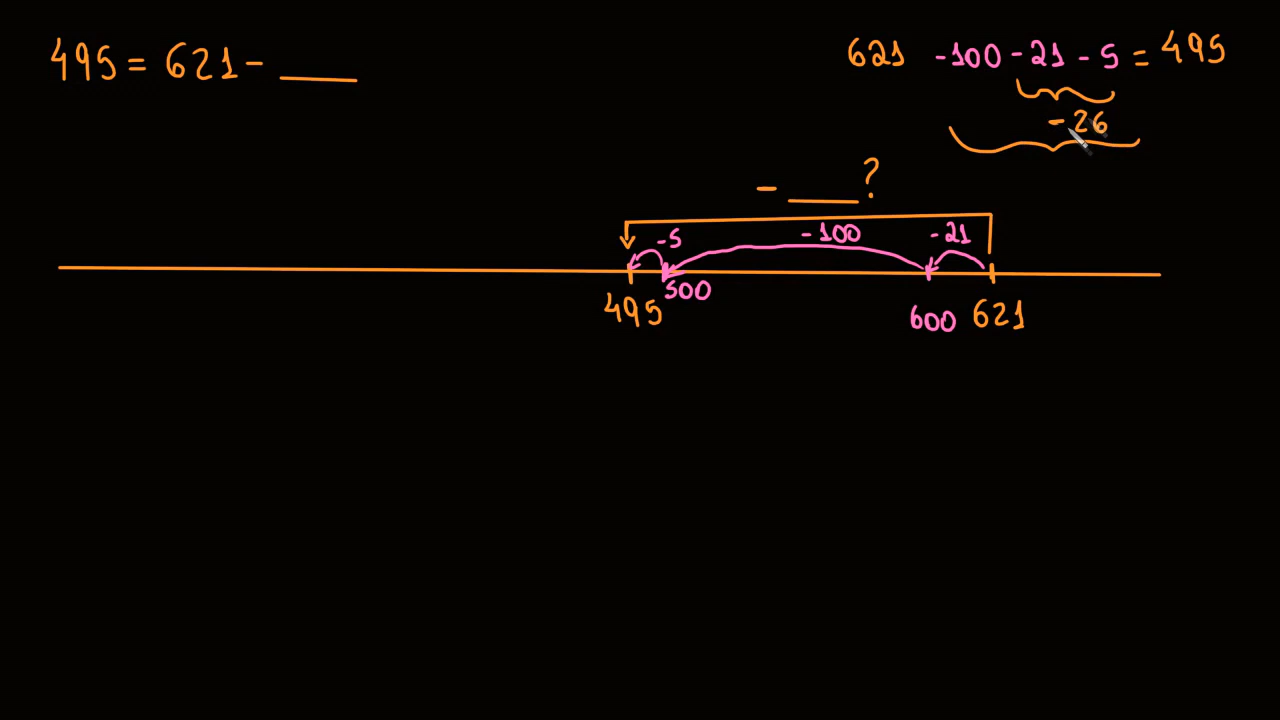 495 = 621 - ____
621 -100 - 21 - 5 = 495
- 26
- ____ ?
-5 -100 -21
495 500 600 621